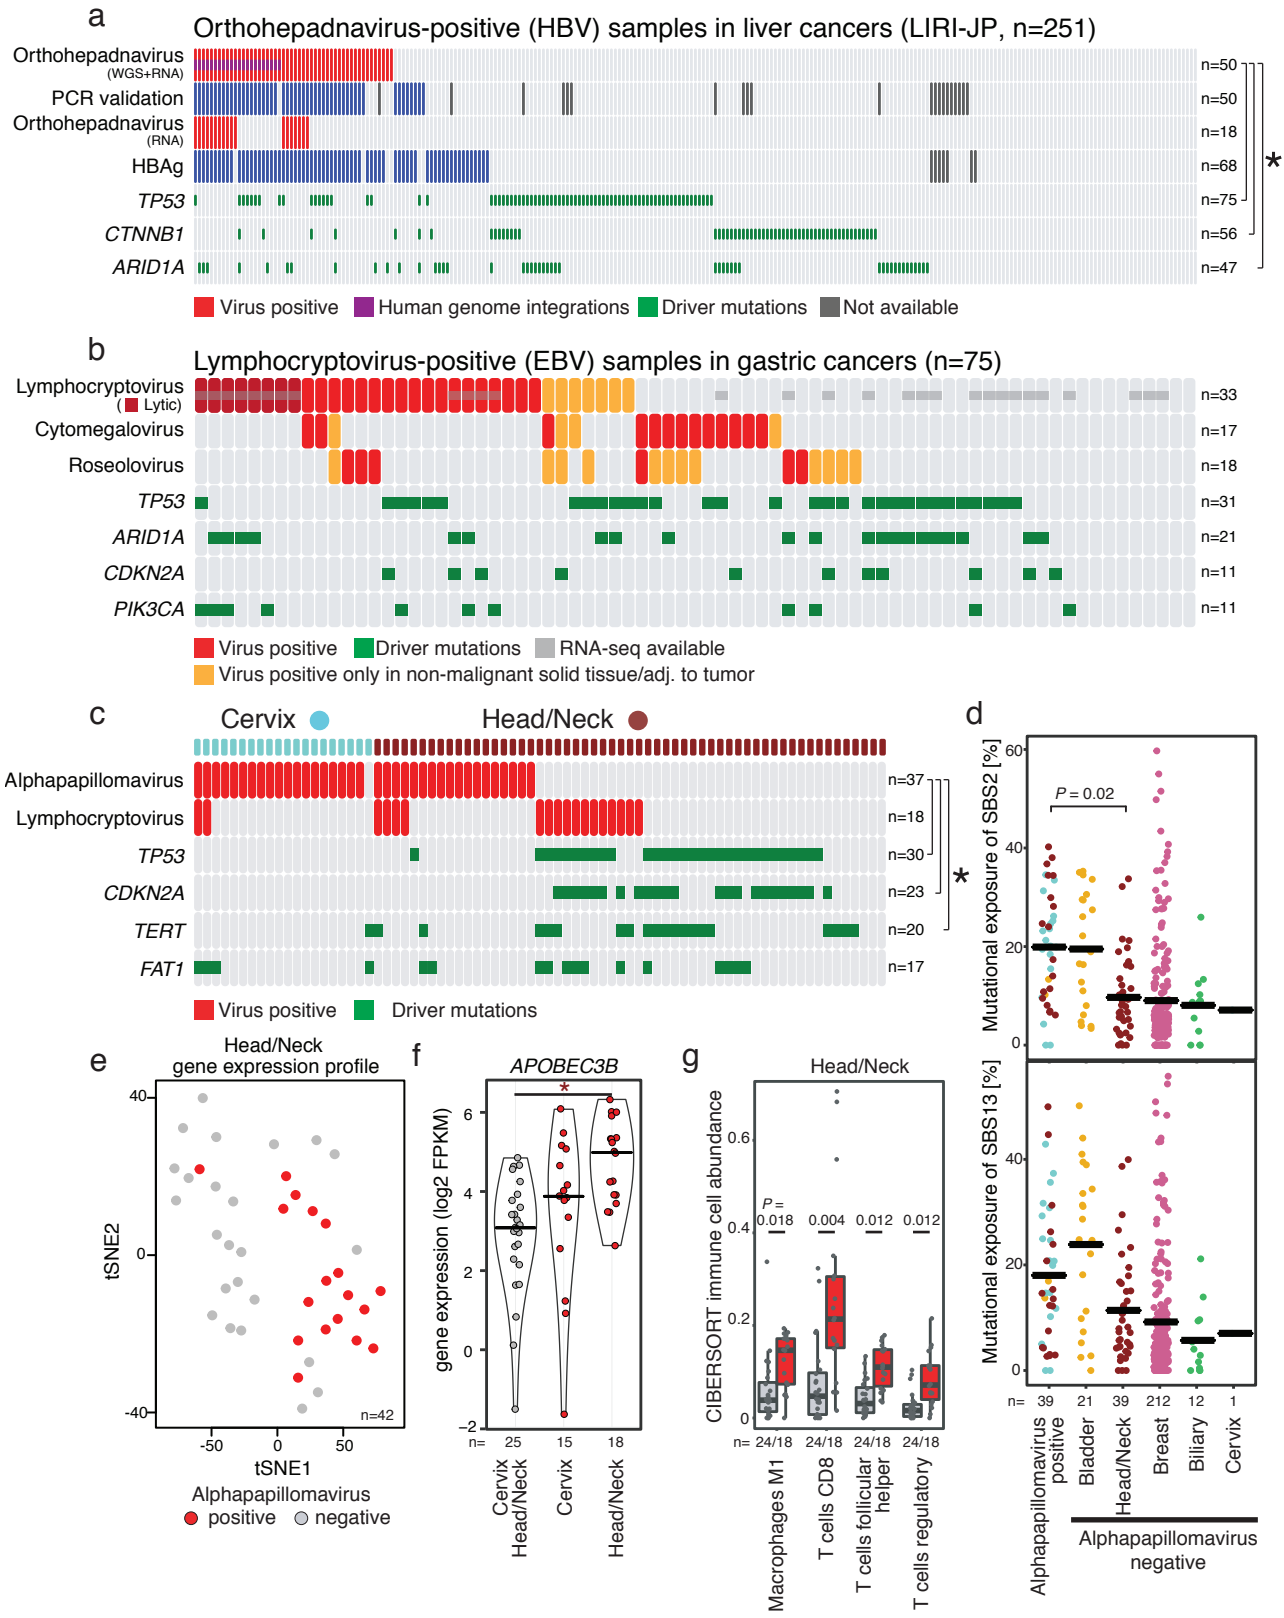 a
Orthohepadnavirus-positive (HBV) samples in liver cancers (LIRI-JP, n=251)
Orthohepadnavirus
(WGS+RNA)
n=50
PCR validation
n=50
Orthohepadnavirus
(RNA)
n=18
HBAg
n=68
*
TP53
n=75
CTNNB1
n=56
ARID1A
n=47
Virus positive
Human genome integrations
Driver mutations
Not available
b
Lymphocryptovirus-positive (EBV) samples in gastric cancers (n=75)
Lymphocryptovirus
( Lytic)
n=33
Cytomegalovirus
n=17
Roseolovirus
n=18
TP53
n=31
ARID1A
n=21
CDKN2A
n=11
PIK3CA
n=11
Virus positive
Driver mutations
RNA-seq available
Virus positive only in non-malignant solid tissue/adj. to tumor
c
Cervix
Head/Neck
Alphapapillomavirus
n=37
Lymphocryptovirus
n=18
TP53
n=30
CDKN2A
n=23
*
TERT
n=20
FAT1
n=17
Virus positive
Driver mutations
d
Mutational exposure of SBS2 [%]
60
40
20
0
P = 0.02
Mutational exposure of SBS13 [%]
40
20
0
n= 39 21 39 212 12 1
Alphapapillomavirus
positive
Bladder
Head/Neck
Breast
Biliary
Cervix
Alphapapillomavirus
negative
e
Head/Neck
gene expression profile
tSNE2
40
0
-40
n=42
-50 0 50
tSNE1
Alphapapillomavirus
positive
negative
f
APOBEC3B
*
gene expression (log2 FPKM)
6
4
2
0
−2
n= 25 15 18
Cervix
Head/Neck
Cervix
Head/Neck
g
Head/Neck
CIBERSORT immune cell abundance
0.6
0.4
0.2
0
P =
0.018 0.004 0.012 0.012
n= 24/18 24/18 24/18 24/18
Macrophages M1
T cells CD8
T cells follicular
helper
T cells regulatory